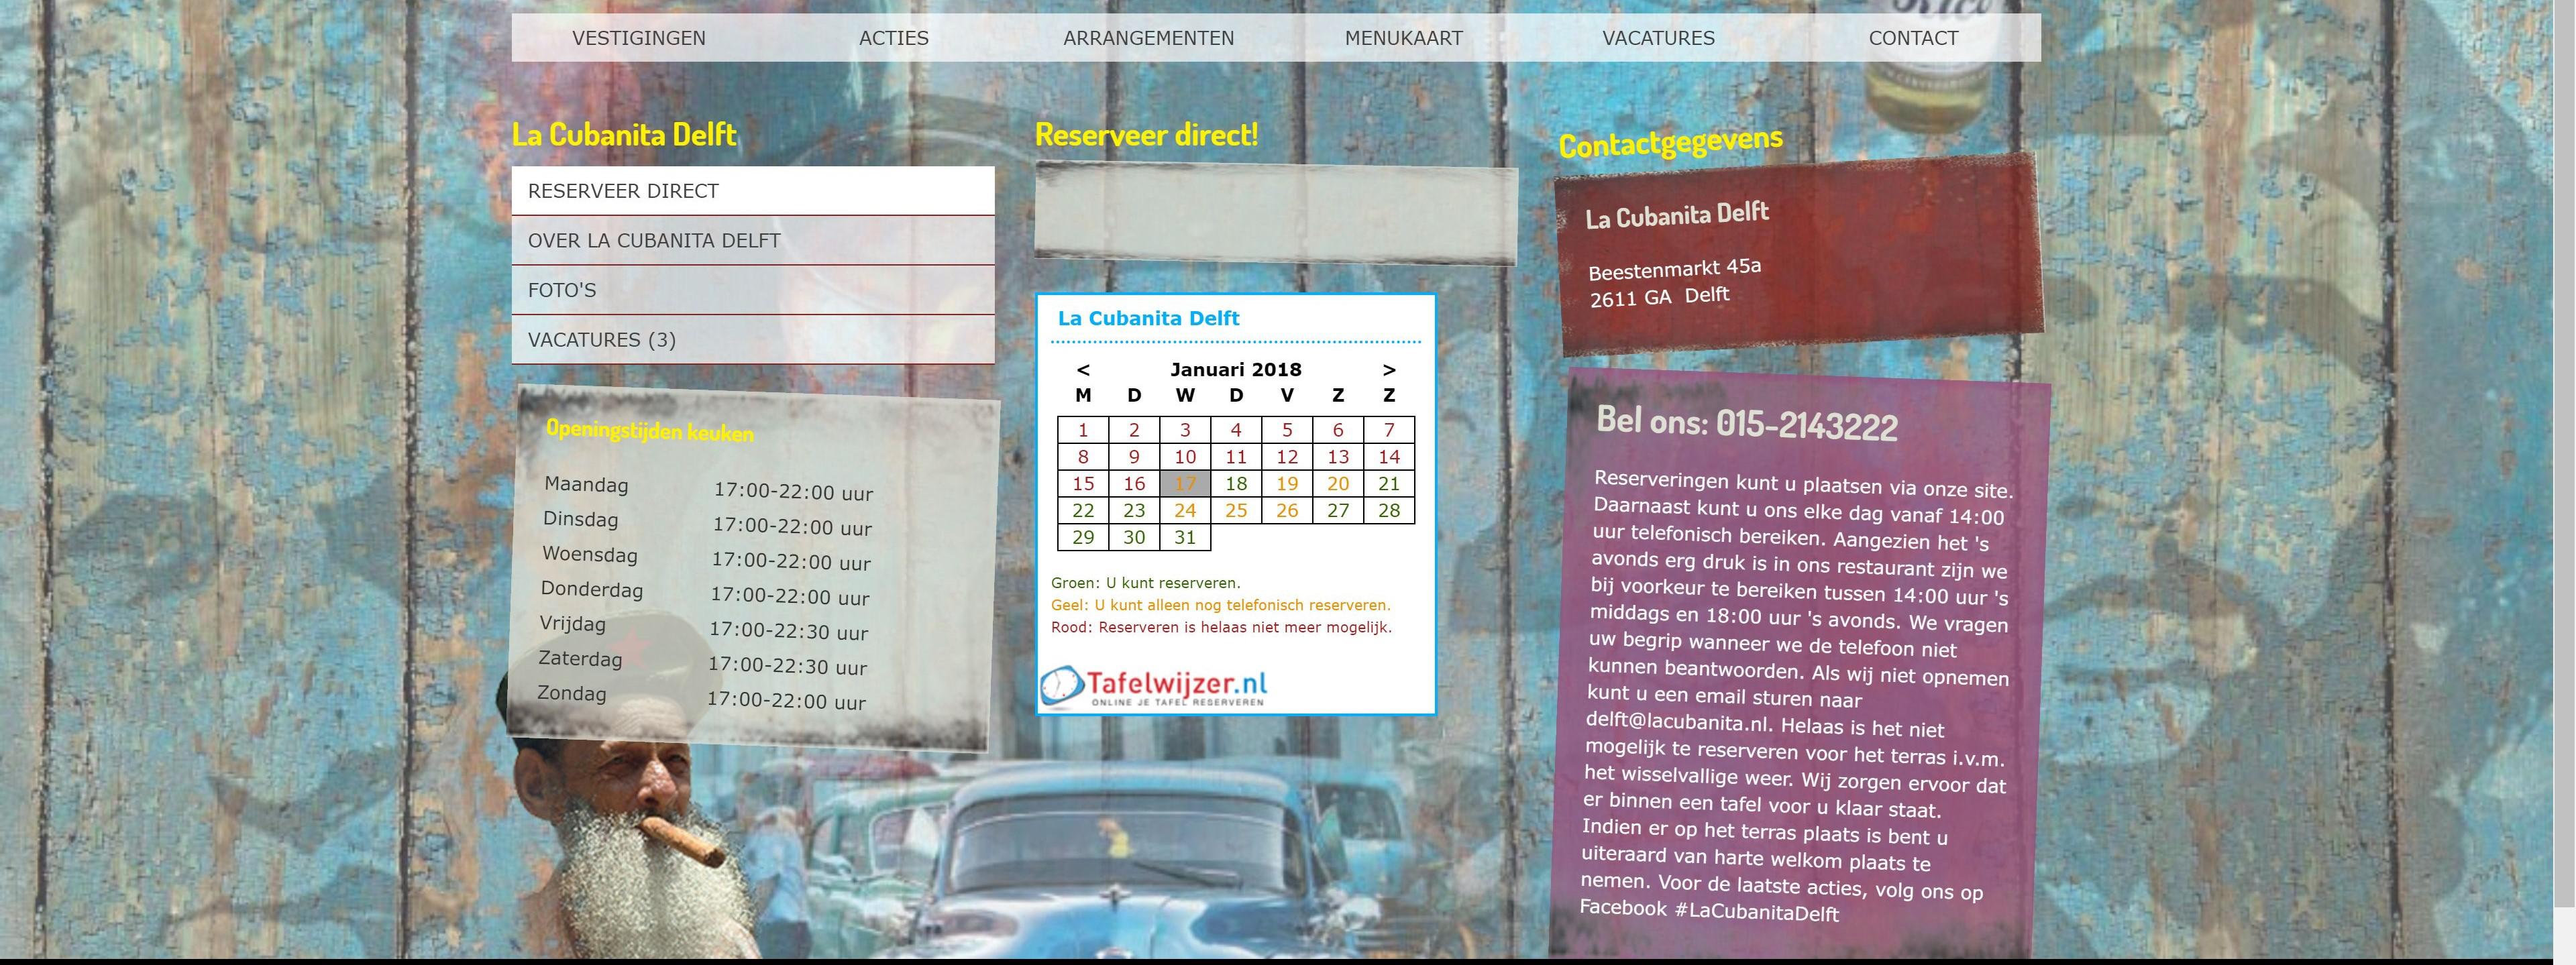 VESTIGINGEN ACTIES ARRANGEMENTEN MENUKAART VACATURES CONTACT
La Cubanita Delft
RESERVEER DIRECT
OVER LA CUBANITA DELFT
FOTO'S
VACATURES (3)
Openingstijden keuken
Maandag 17:00-22:00 uur
Dinsdag 17:00-22:00 uur
Woensdag 17:00-22:00 uur
Donderdag 17:00-22:00 uur
Vrijdag 17:00-22:30 uur
Zaterdag 17:00-22:30 uur
Zondag 17:00-22:00 uur
Reserveer direct!
La Cubanita Delft
< Januari 2018 >
M D W D V Z Z
1 2 3 4 5 6 7
8 9 10 11 12 13 14
15 16 17 18 19 20 21
22 23 24 25 26 27 28
29 30 31
Groen: U kunt reserveren.
Geel: U kunt alleen nog telefonisch reserveren.
Rood: Reserveren is helaas niet meer mogelijk.
Tafelwijzer.nl
ONLINE JE TAFEL RESERVEREN
Contactgegevens
La Cubanita Delft
Beestenmarkt 45a
2611 GA Delft
Bel ons: 015-2143222
Reserveringen kunt u plaatsen via onze site.
Daarnaast kunt u ons elke dag vanaf 14:00
uur telefonisch bereiken. Aangezien het 's
avonds erg druk is in ons restaurant zijn we
bij voorkeur te bereiken tussen 14:00 uur 's
middags en 18:00 uur 's avonds. We vragen
uw begrip wanneer we de telefoon niet
kunnen beantwoorden. Als wij niet opnemen
kunt u een email sturen naar
delft@lacubanita.nl. Helaas is het niet
mogelijk te reserveren voor het terras i.v.m.
het wisselvallige weer. Wij zorgen ervoor dat
er binnen een tafel voor u klaar staat.
Indien er op het terras plaats is bent u
uiteraard van harte welkom plaats te
nemen. Voor de laatste acties, volg ons op
Facebook #LaCubanitaDelft